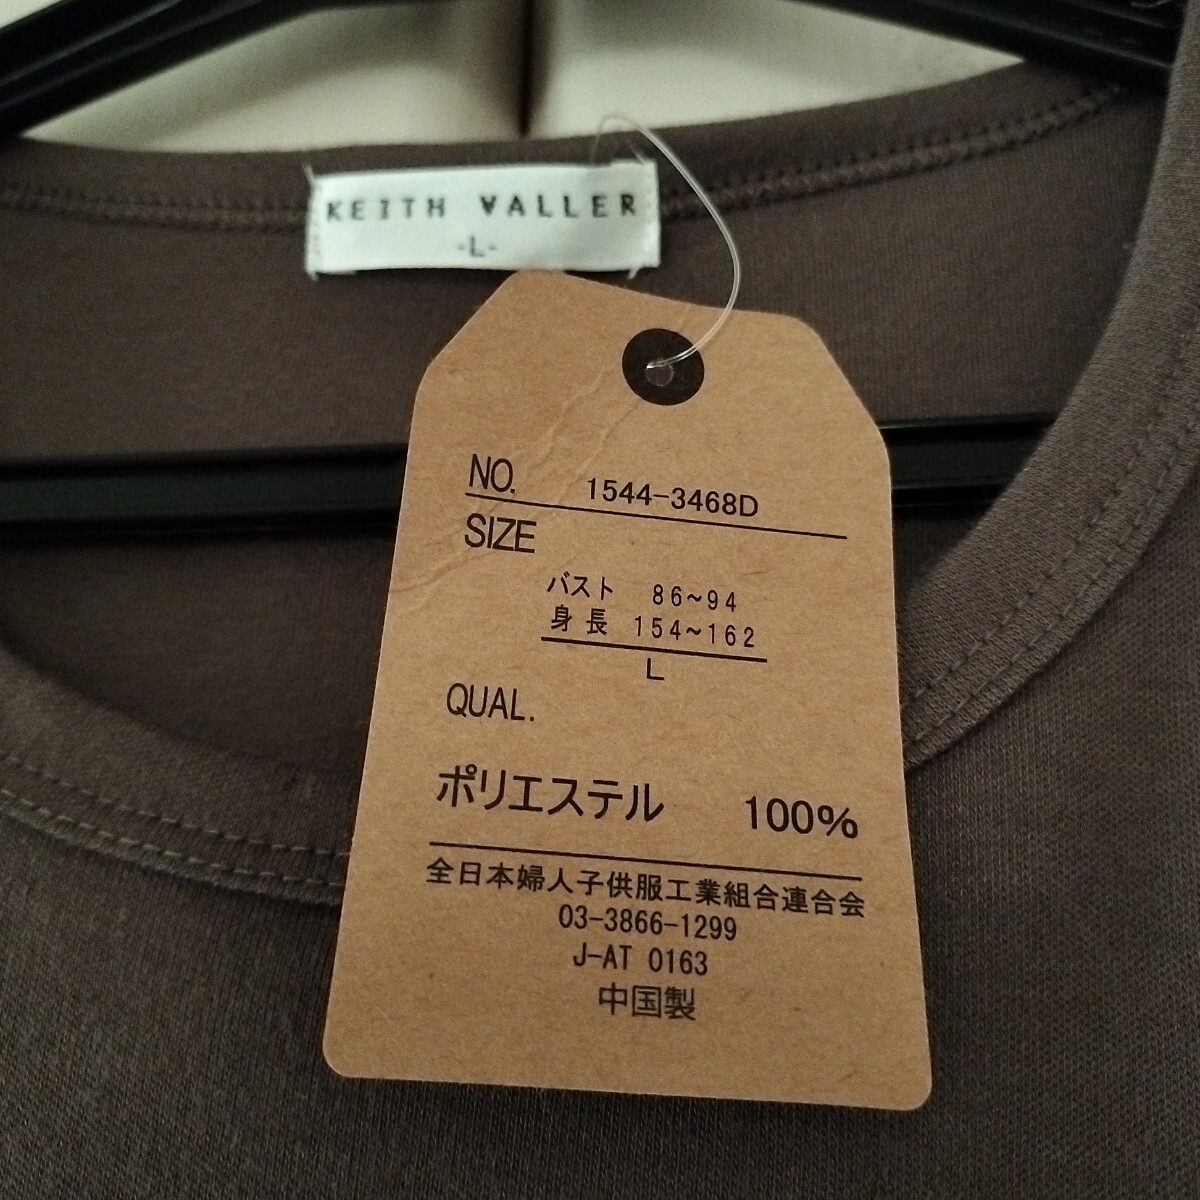 KEITH VALLER
-L-
NO. 1544-3468D
SIZE
バスト 86~94
身長 154~162
L
QUAL.
ポリエステル 100%
全日本婦人子供服工業組合連合会
03-3866-1299
J-AT 0163
中国製